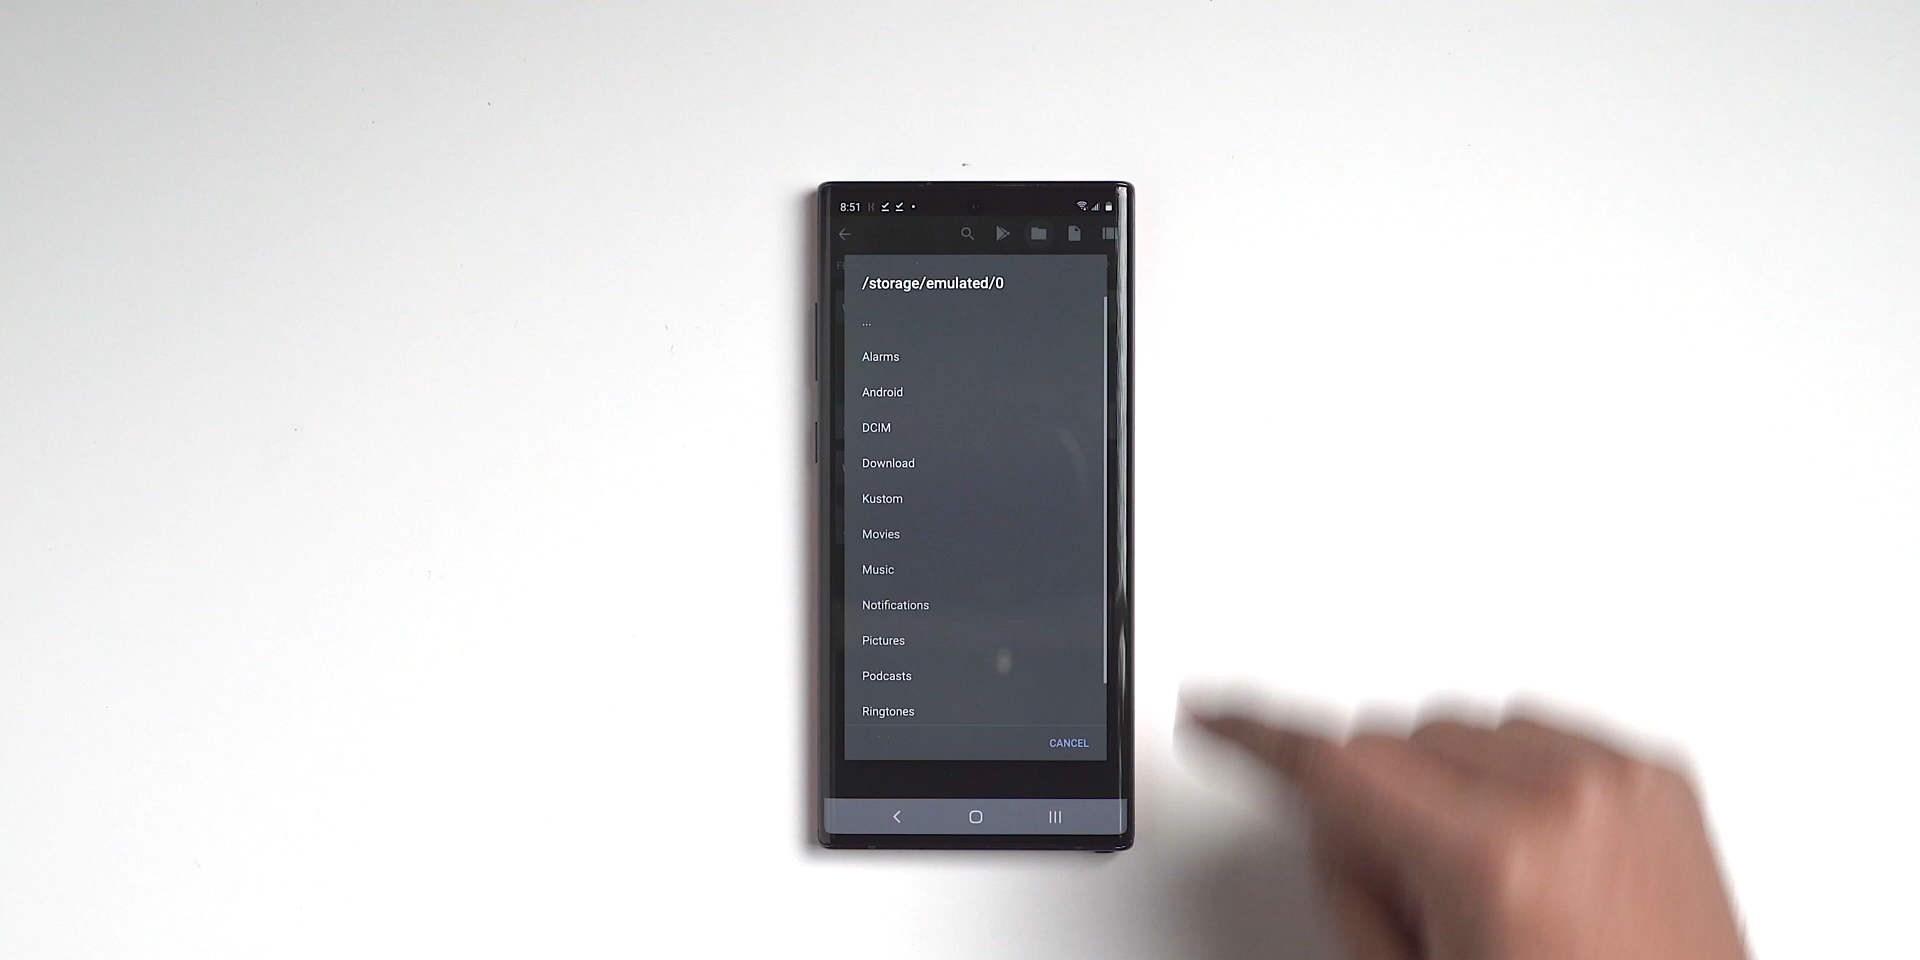 8:51
/storage/emulated/0
...
Alarms
Android
DCIM
Download
Kustom
Movies
Music
Notifications
Pictures
Podcasts
Ringtones
CANCEL